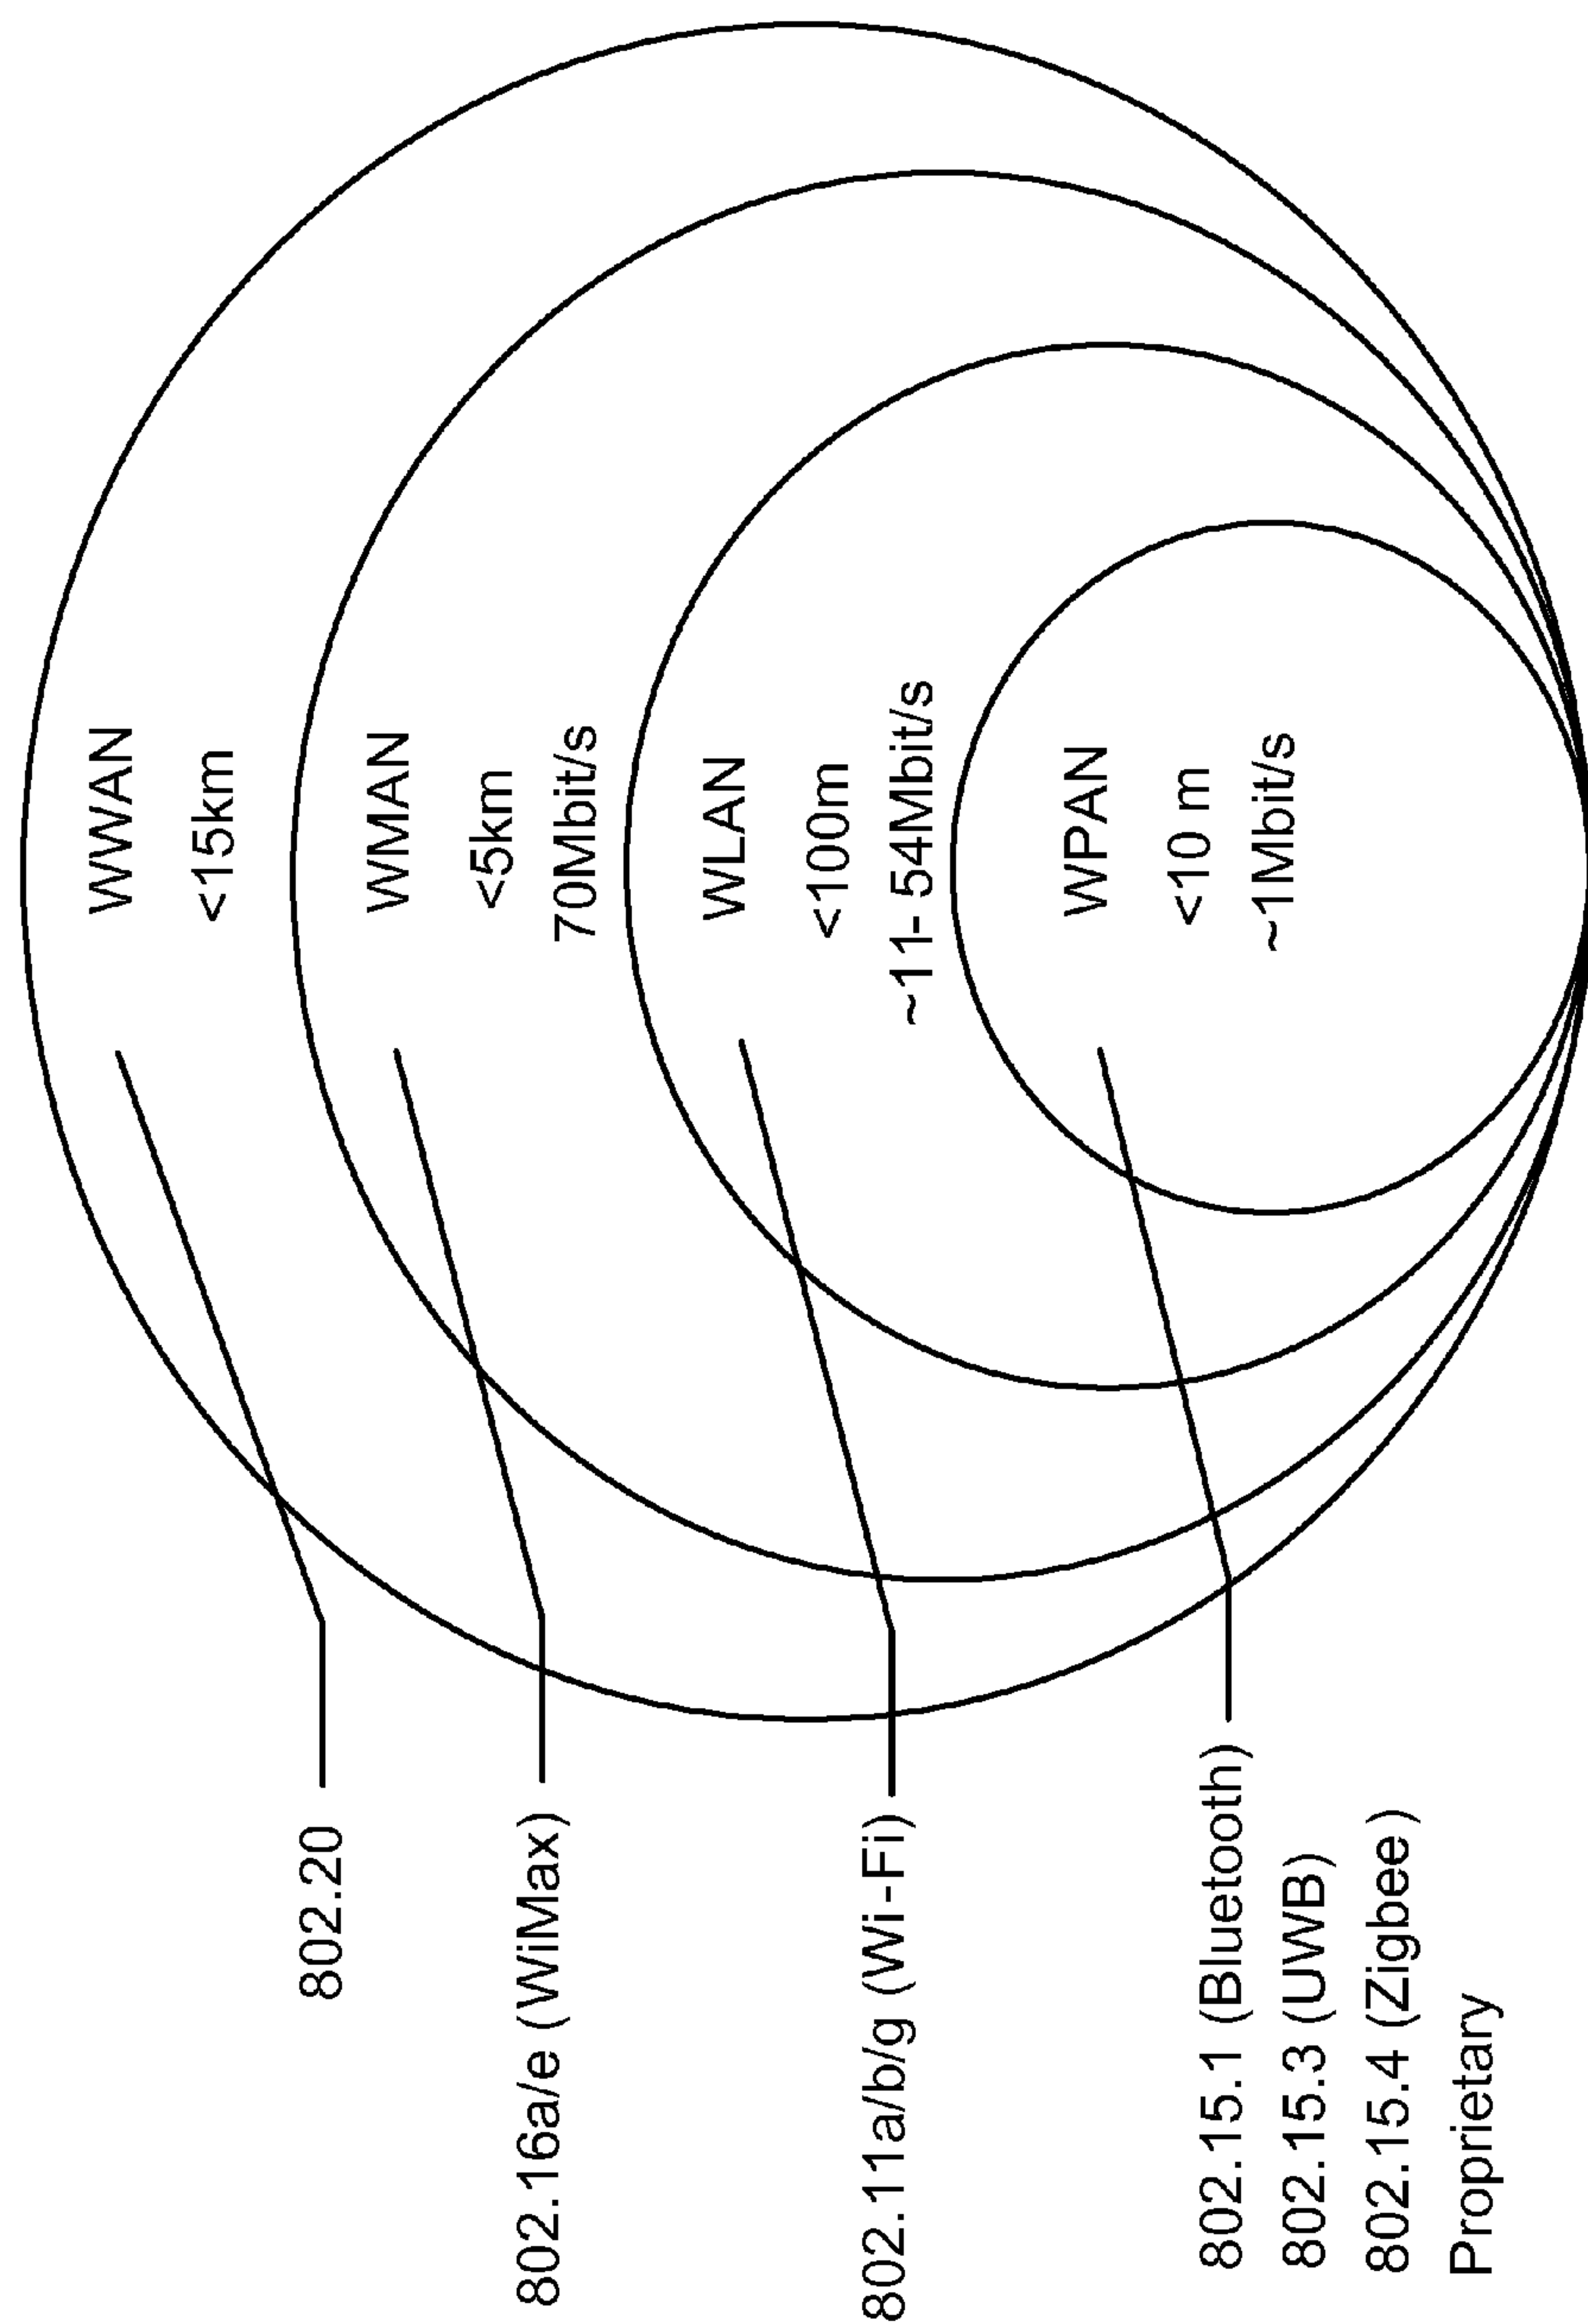 802.20
802.16a/e (WiMax)
802.11a/b/g (Wi-Fi)
802.15.1 (Bluetooth)
802.15.3 (UWB)
802.15.4 (Zigbee)
Proprietary
WWAN
<15km
WMAN
<5km
70Mbit/s
WLAN
<100m
~11-54Mbit/s
WPAN
<10 m
~1Mbit/s